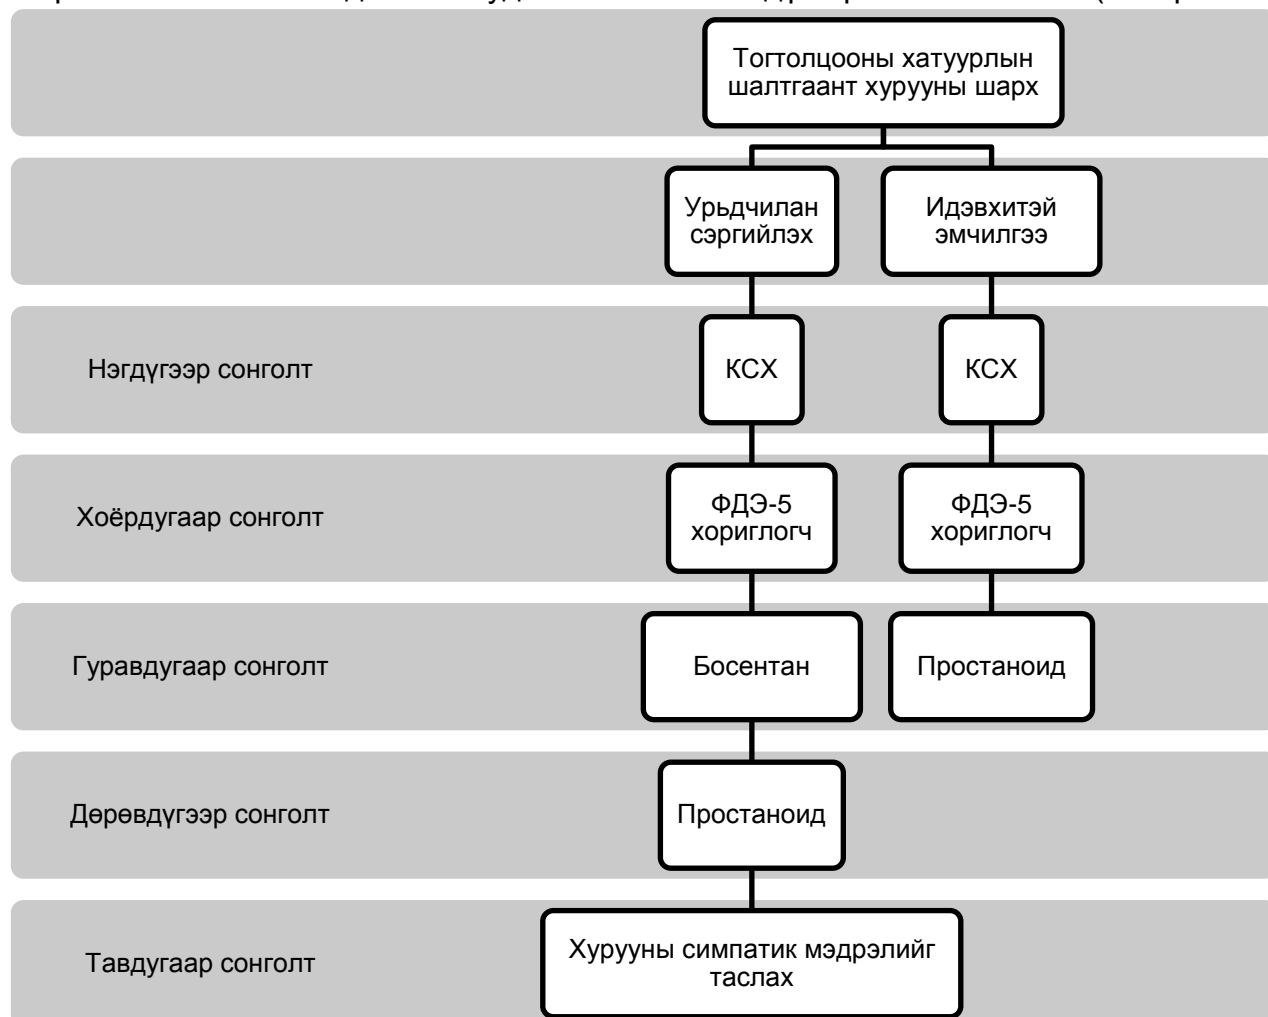 Тогтолцооны хатуурлын
шалтгаант хурууны шарх
Урьдчилан
сэргийлэх
Идэвхитэй
эмчилгээ
Нэгдүгээр сонголт
КСХ
КСХ
Хоёрдугаар сонголт
ФДЭ-5
хориглогч
ФДЭ-5
хориглогч
Гуравдугаар сонголт
Босентан
Простаноид
Дөрөвдүгээр сонголт
Простаноид
Тавдугаар сонголт
Хурууны симпатик мэдрэлийг
таслах